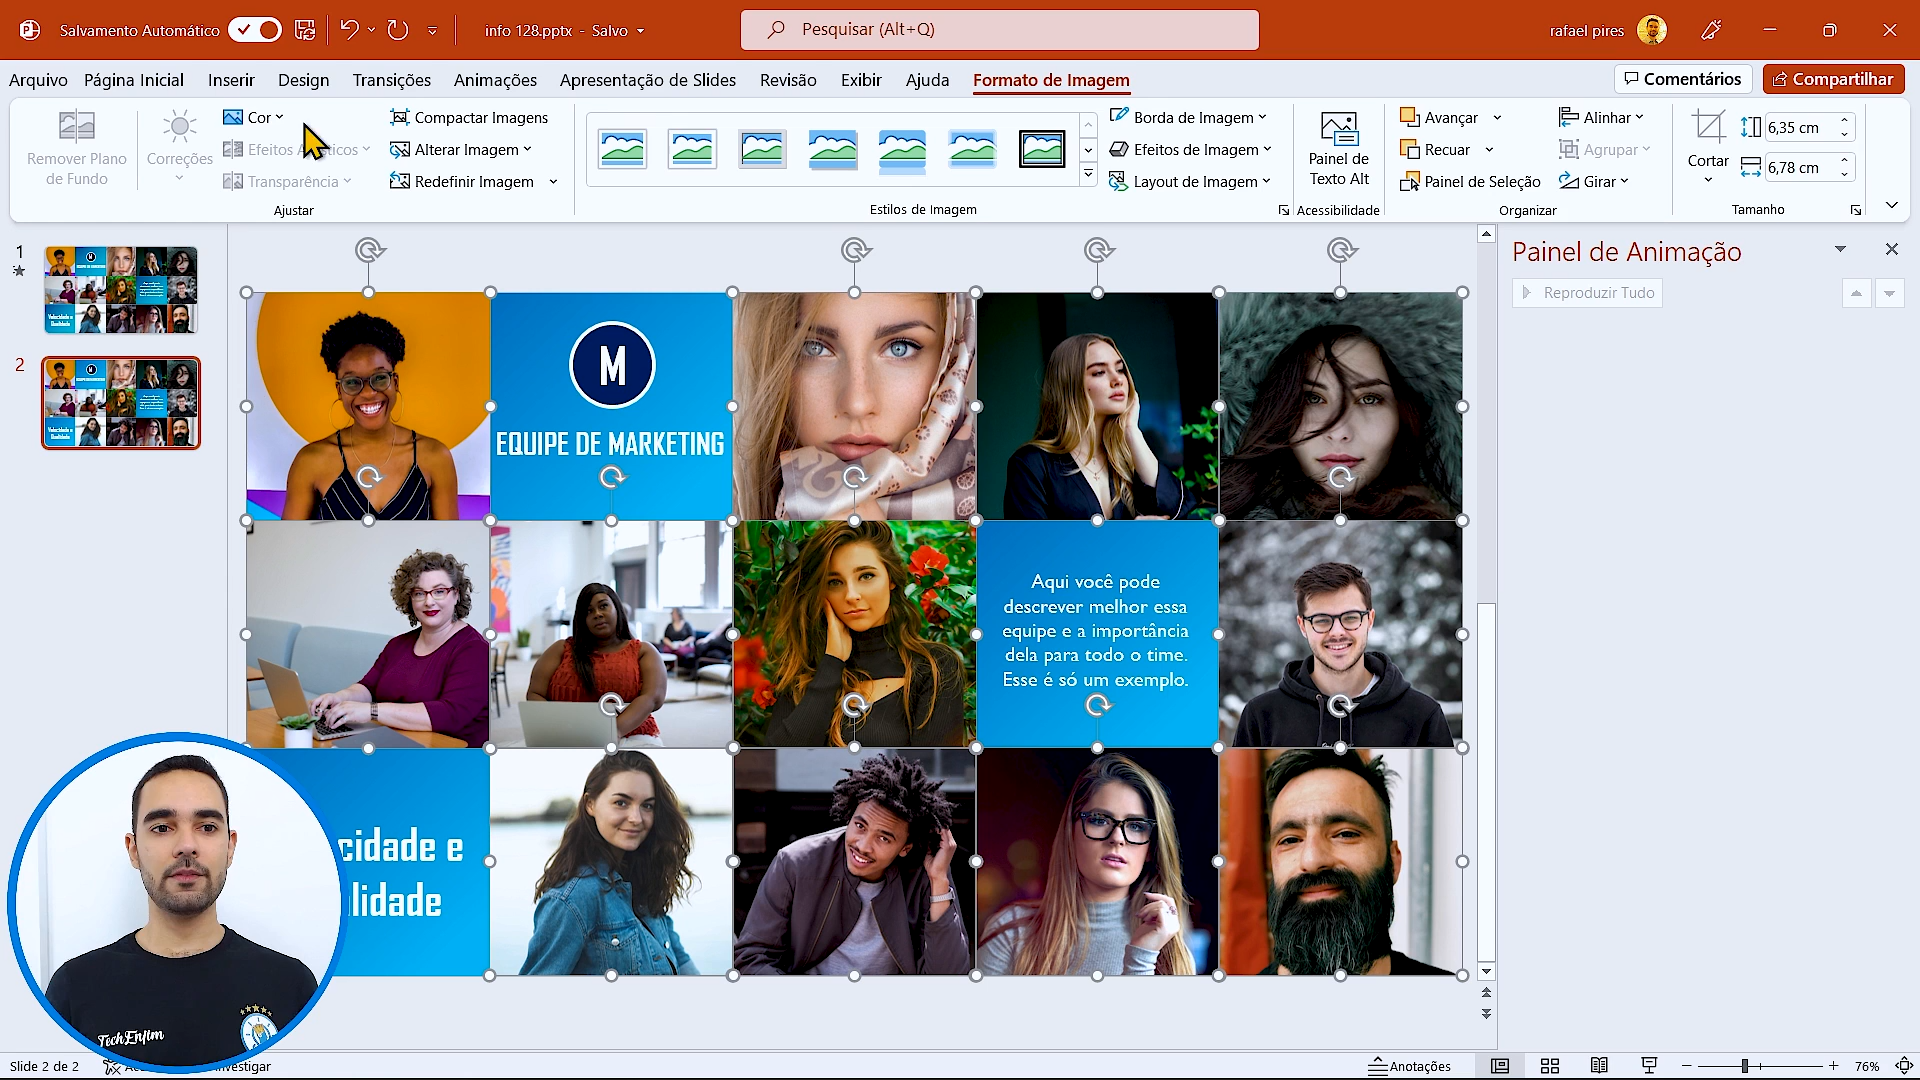 Salvamento Automático
info 128.pptx - Salvo
Pesquisar (Alt+Q)
rafael pires
Arquivo Página Inicial Inserir Design Transições Animações Apresentação de Slides Revisão Exibir Ajuda Formato de Imagem
Comentários
Compartilhar
Remover Plano de Fundo
Correções
Cor
Transparência
Compactar Imagens
Alterar Imagem
Redefinir Imagem
Ajustar
Estilos de Imagem
Borda de Imagem
Efeitos de Imagem
Layout de Imagem
Painel de Texto Alt
Acessibilidade
Avançar
Recuar
Painel de Seleção
Alinhar
Agrupar
Girar
Organizar
Cortar
6,35 cm
6,78 cm
Tamanho
1
2
Painel de Animação
Reproduzir Tudo
M
EQUIPE DE MARKETING
Aqui você pode
descrever melhor essa
equipe e a importância
dela para todo o time.
Esse é só um exemplo.
cidade e
lidade
TechEnfim
Slide 2 de 2
Anotações
76%